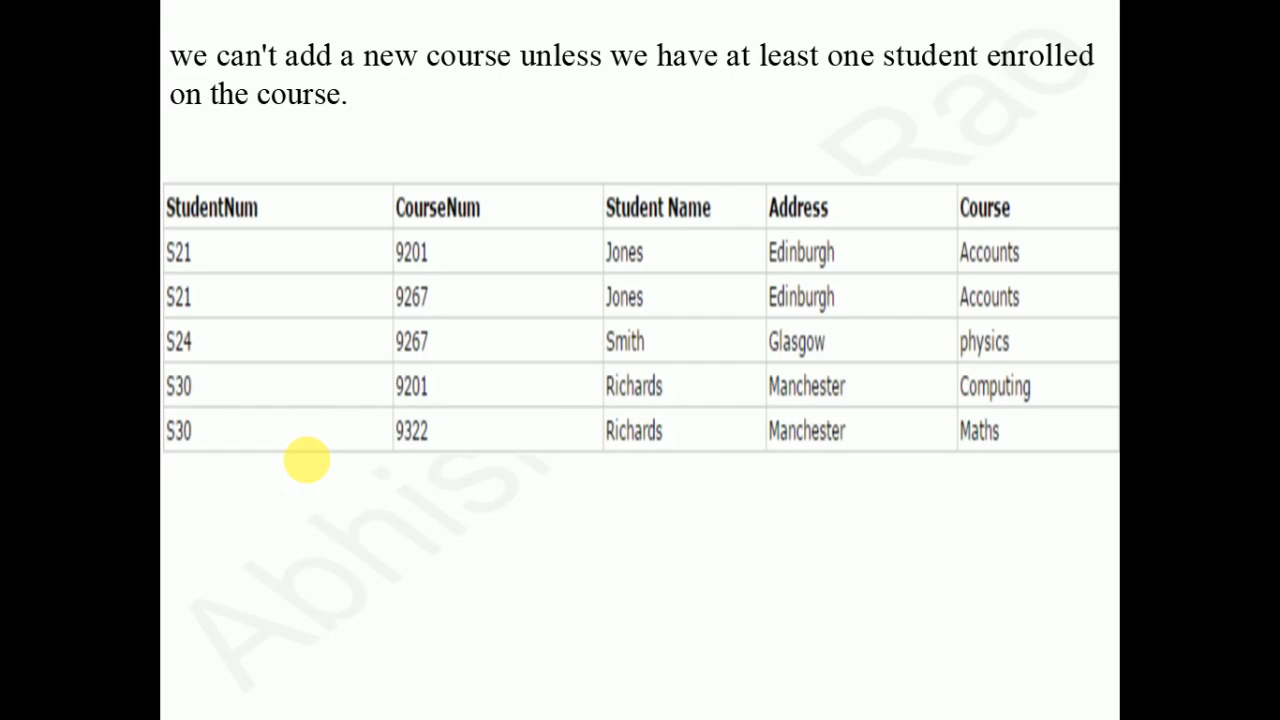 we can't add a new course unless we have at least one student enrolled
on the course.
StudentNum CourseNum Student Name Address Course
S21 9201 Jones Edinburgh Accounts
S21 9267 Jones Edinburgh Accounts
S24 9267 Smith Glasgow physics
S30 9201 Richards Manchester Computing
S30 9322 Richards Manchester Maths
Rao